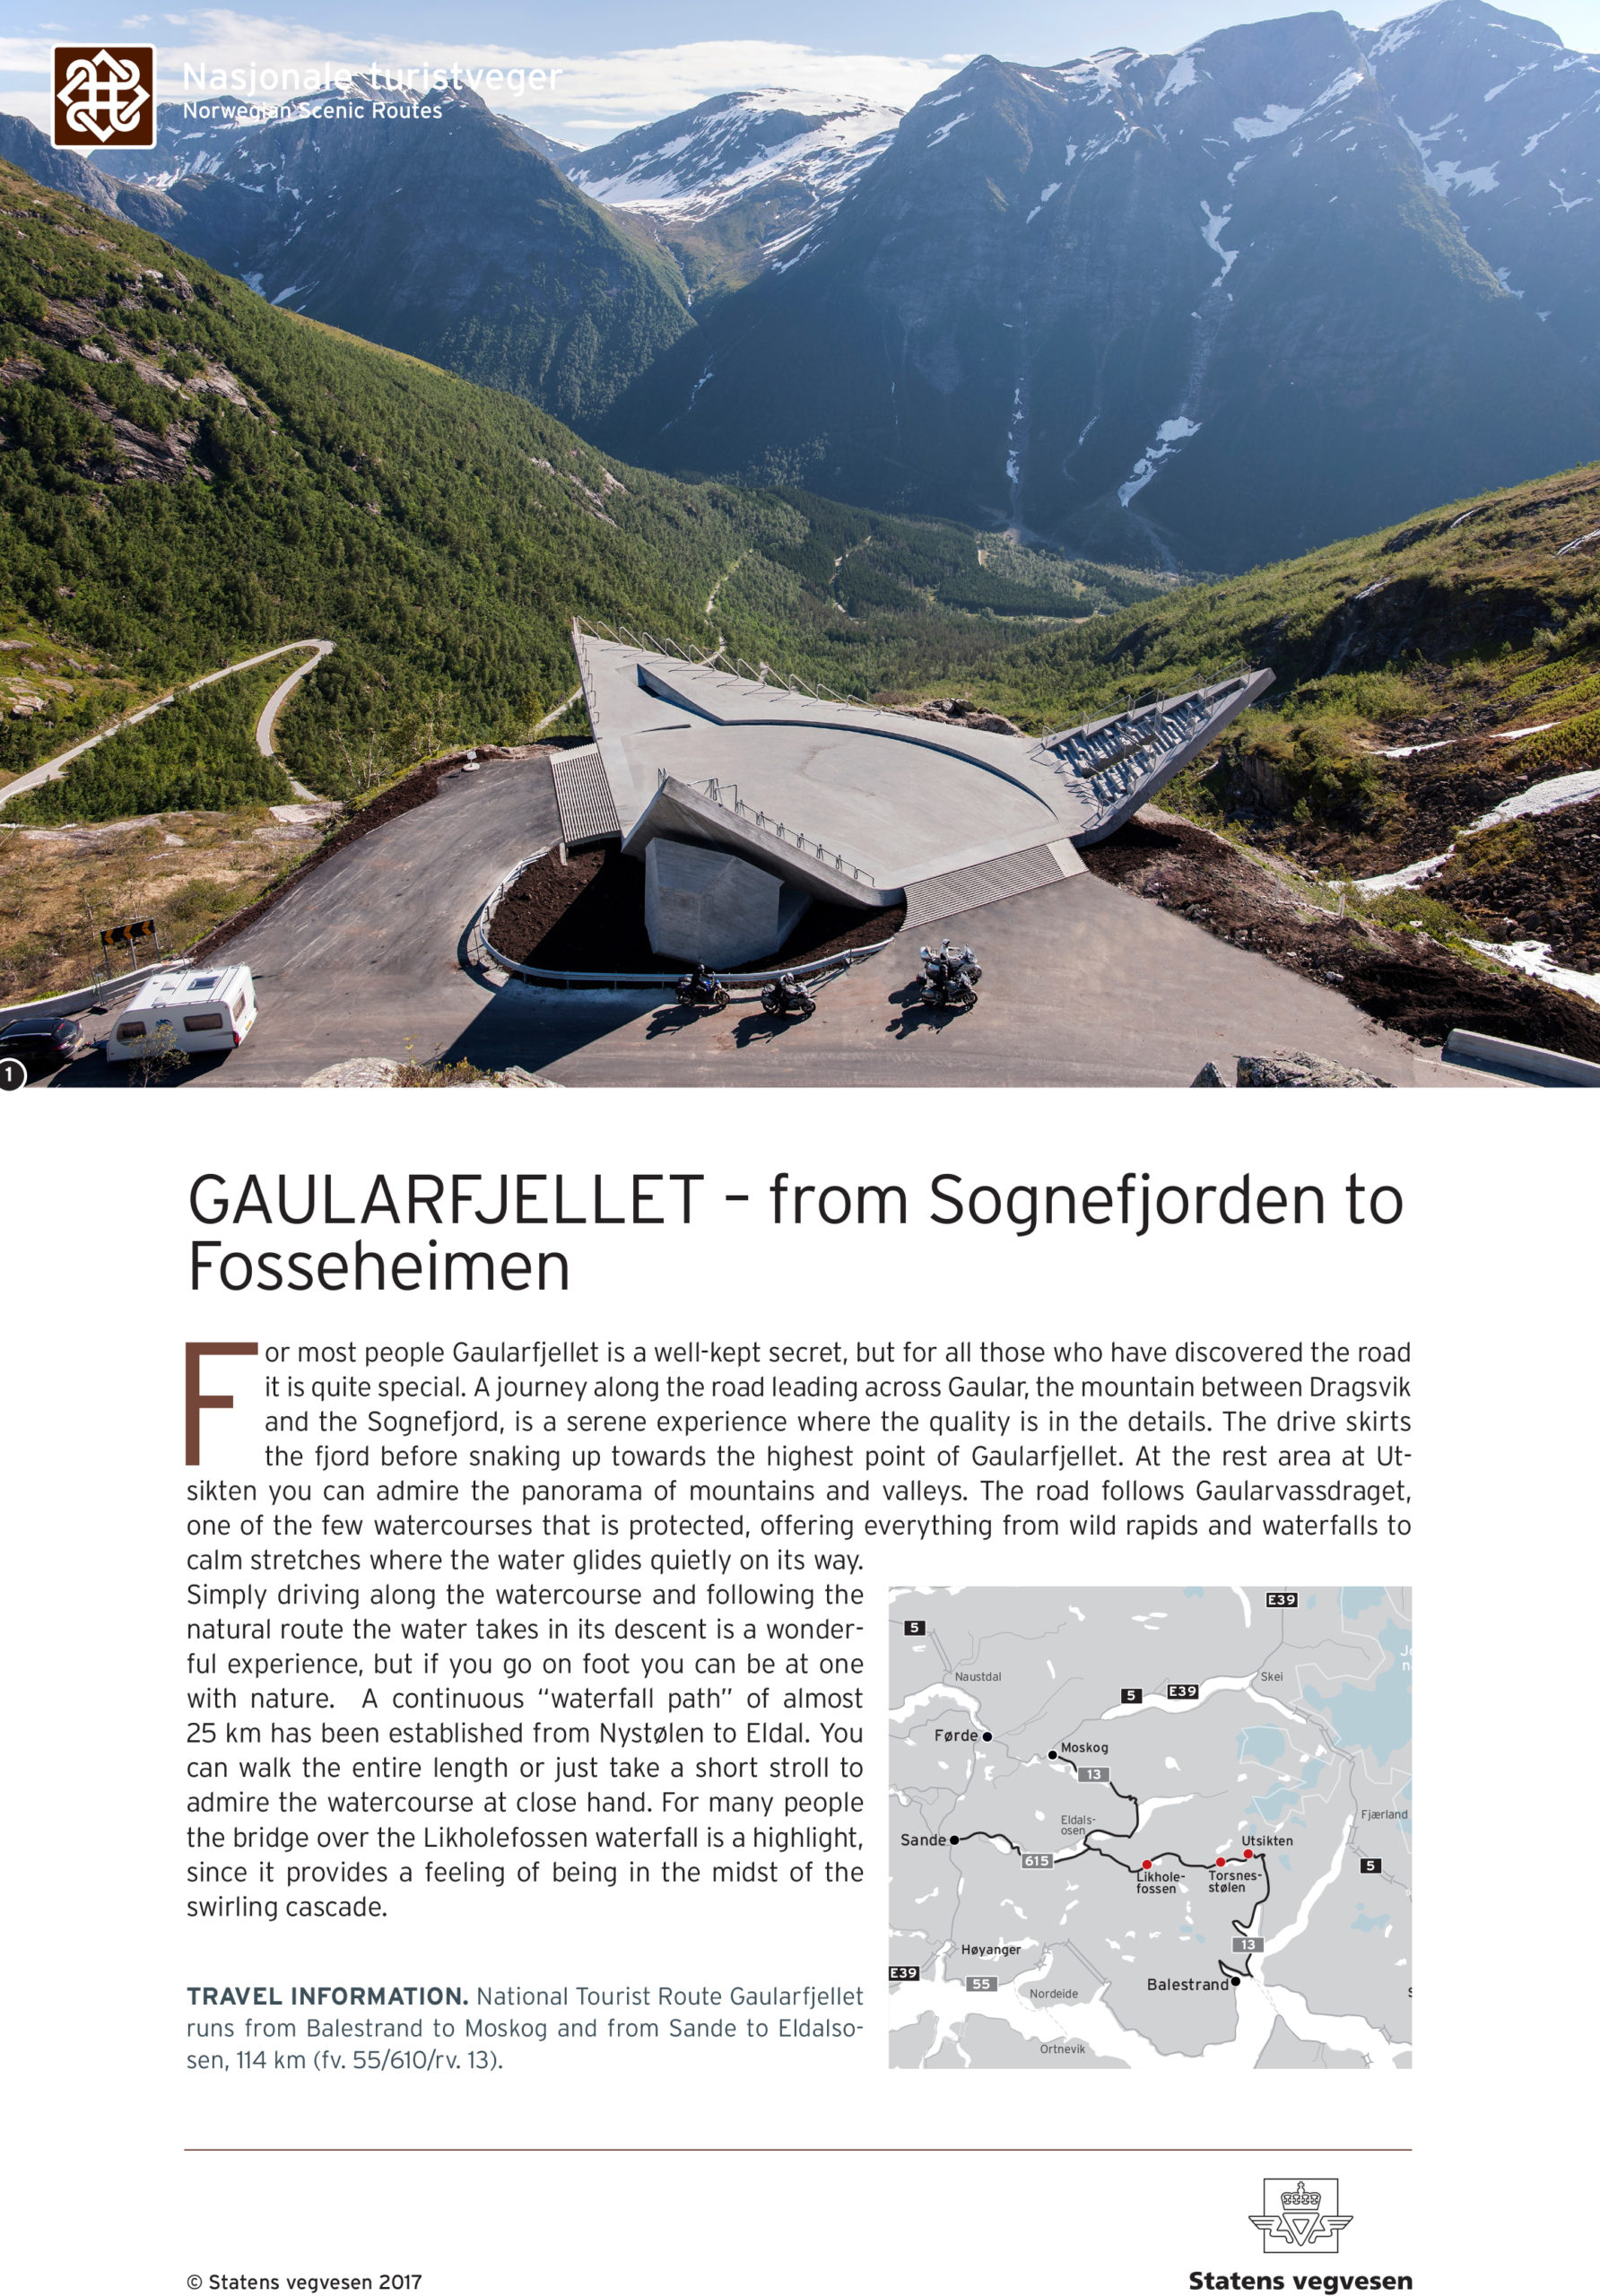 Nasjonale turistveger
Norwegian Scenic Routes
1
GAULARFJELLET – from Sognefjorden to
Fosseheimen
For most people Gaularfjellet is a well-kept secret, but for all those who have discovered the road
it is quite special. A journey along the road leading across Gaular, the mountain between Dragsvik
and the Sognefjord, is a serene experience where the quality is in the details. The drive skirts
the fjord before snaking up towards the highest point of Gaularfjellet. At the rest area at Ut-
sikten you can admire the panorama of mountains and valleys. The road follows Gaularvassdraget,
one of the few watercourses that is protected, offering everything from wild rapids and waterfalls to
calm stretches where the water glides quietly on its way.
Simply driving along the watercourse and following the
natural route the water takes in its descent is a wonder-
ful experience, but if you go on foot you can be at one
with nature.  A continuous “waterfall path” of almost
25 km has been established from Nystølen to Eldal. You
can walk the entire length or just take a short stroll to
admire the watercourse at close hand. For many people
the bridge over the Likholefossen waterfall is a highlight,
since it provides a feeling of being in the midst of the
swirling cascade.
TRAVEL INFORMATION. National Tourist Route Gaularfjellet
runs from Balestrand to Moskog and from Sande to Eldalso-
sen, 114 km (fv. 55/610/rv. 13).
E39
5
Naustdal
Skei
5
E39
Førde
Moskog
13
Eldals-
osen
Fjærland
Sande
Utsikten
615
5
Likhole-
fossen
Torsnes-
stølen
13
Høyanger
E39
55
Balestrand
Nordeide
Ortnevik
© Statens vegvesen 2017
Statens vegvesen